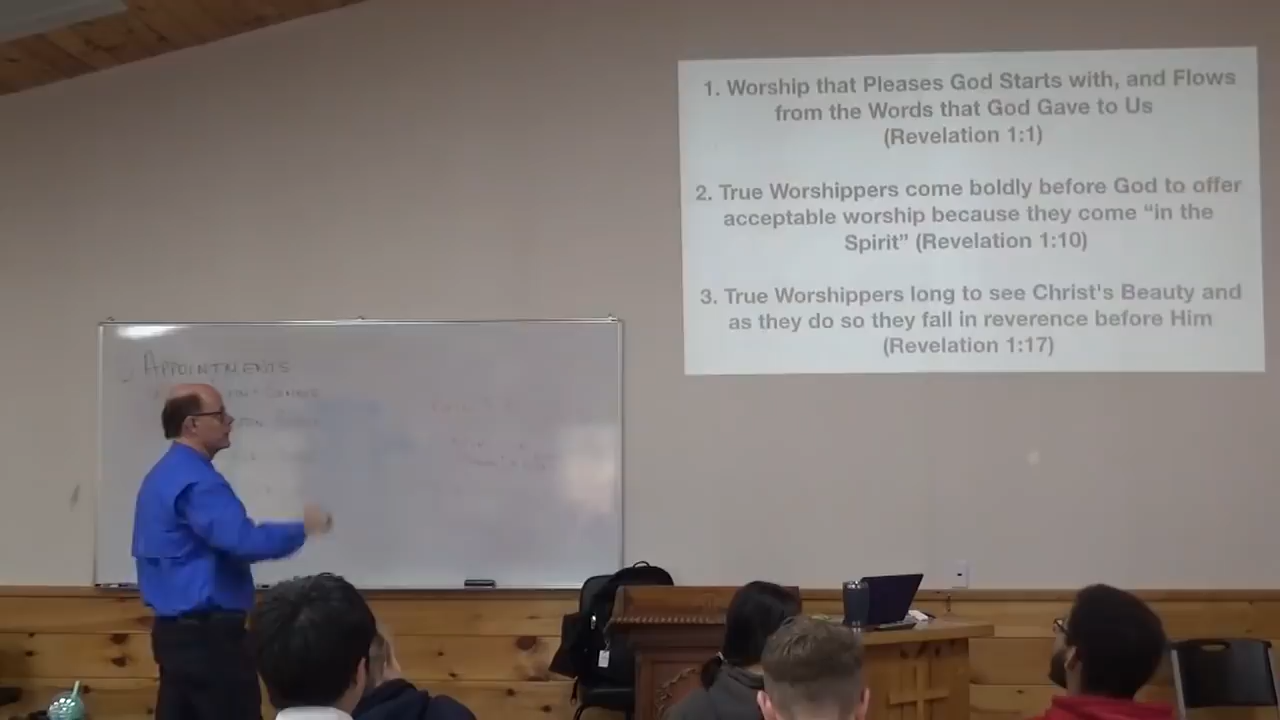 1. Worship that Pleases God Starts with, and Flows
from the Words that God Gave to Us
(Revelation 1:1)
2. True Worshippers come boldly before God to offer
acceptable worship because they come “in the
Spirit” (Revelation 1:10)
3. True Worshippers long to see Christ's Beauty and
as they do so they fall in reverence before Him
(Revelation 1:17)
APPOINTMENTS